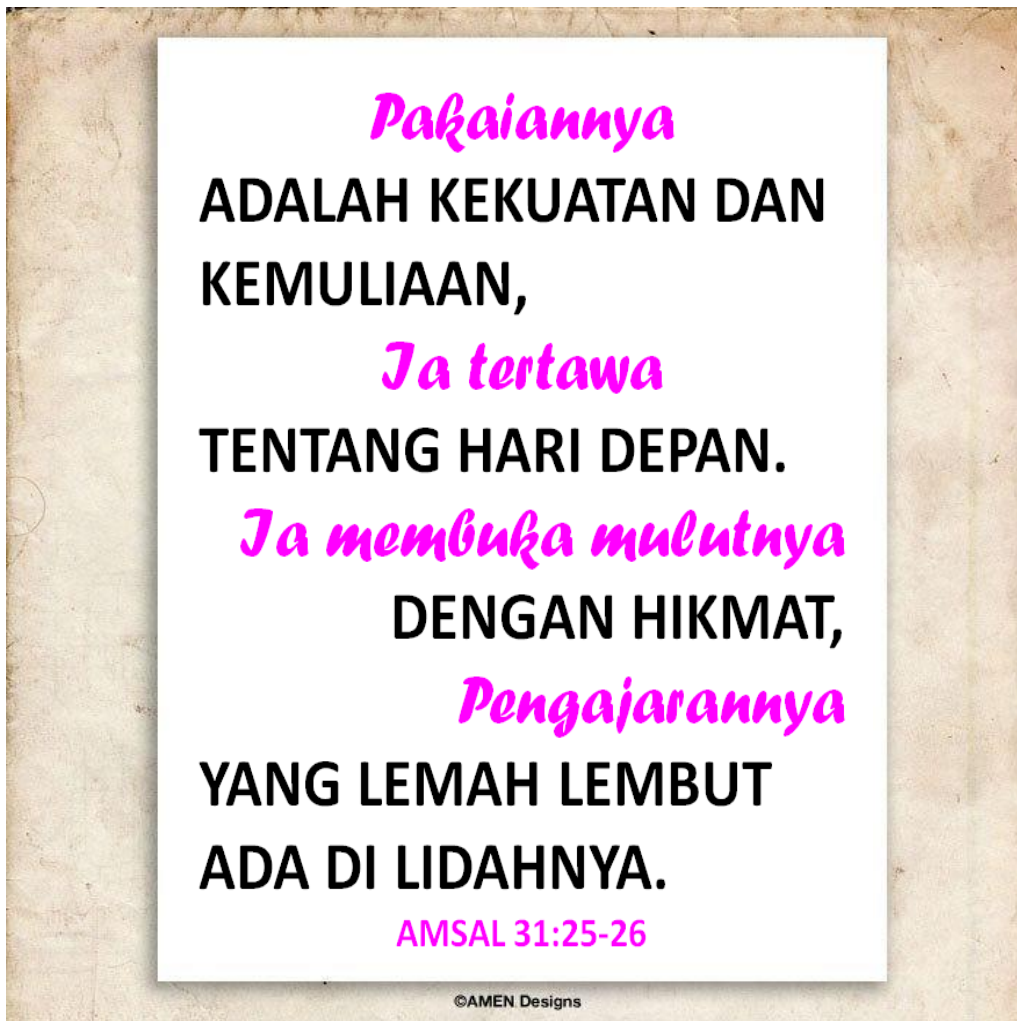 Pakaiannya
ADALAH KEKUATAN DAN
KEMULIAAN,
Ia tertawa
TENTANG HARI DEPAN.
Ia membuka mulutnya
DENGAN HIKMAT,
Pengajarannya
YANG LEMAH LEMBUT
ADA DI LIDAHNYA.
AMSAL 31:25-26
©AMEN Designs